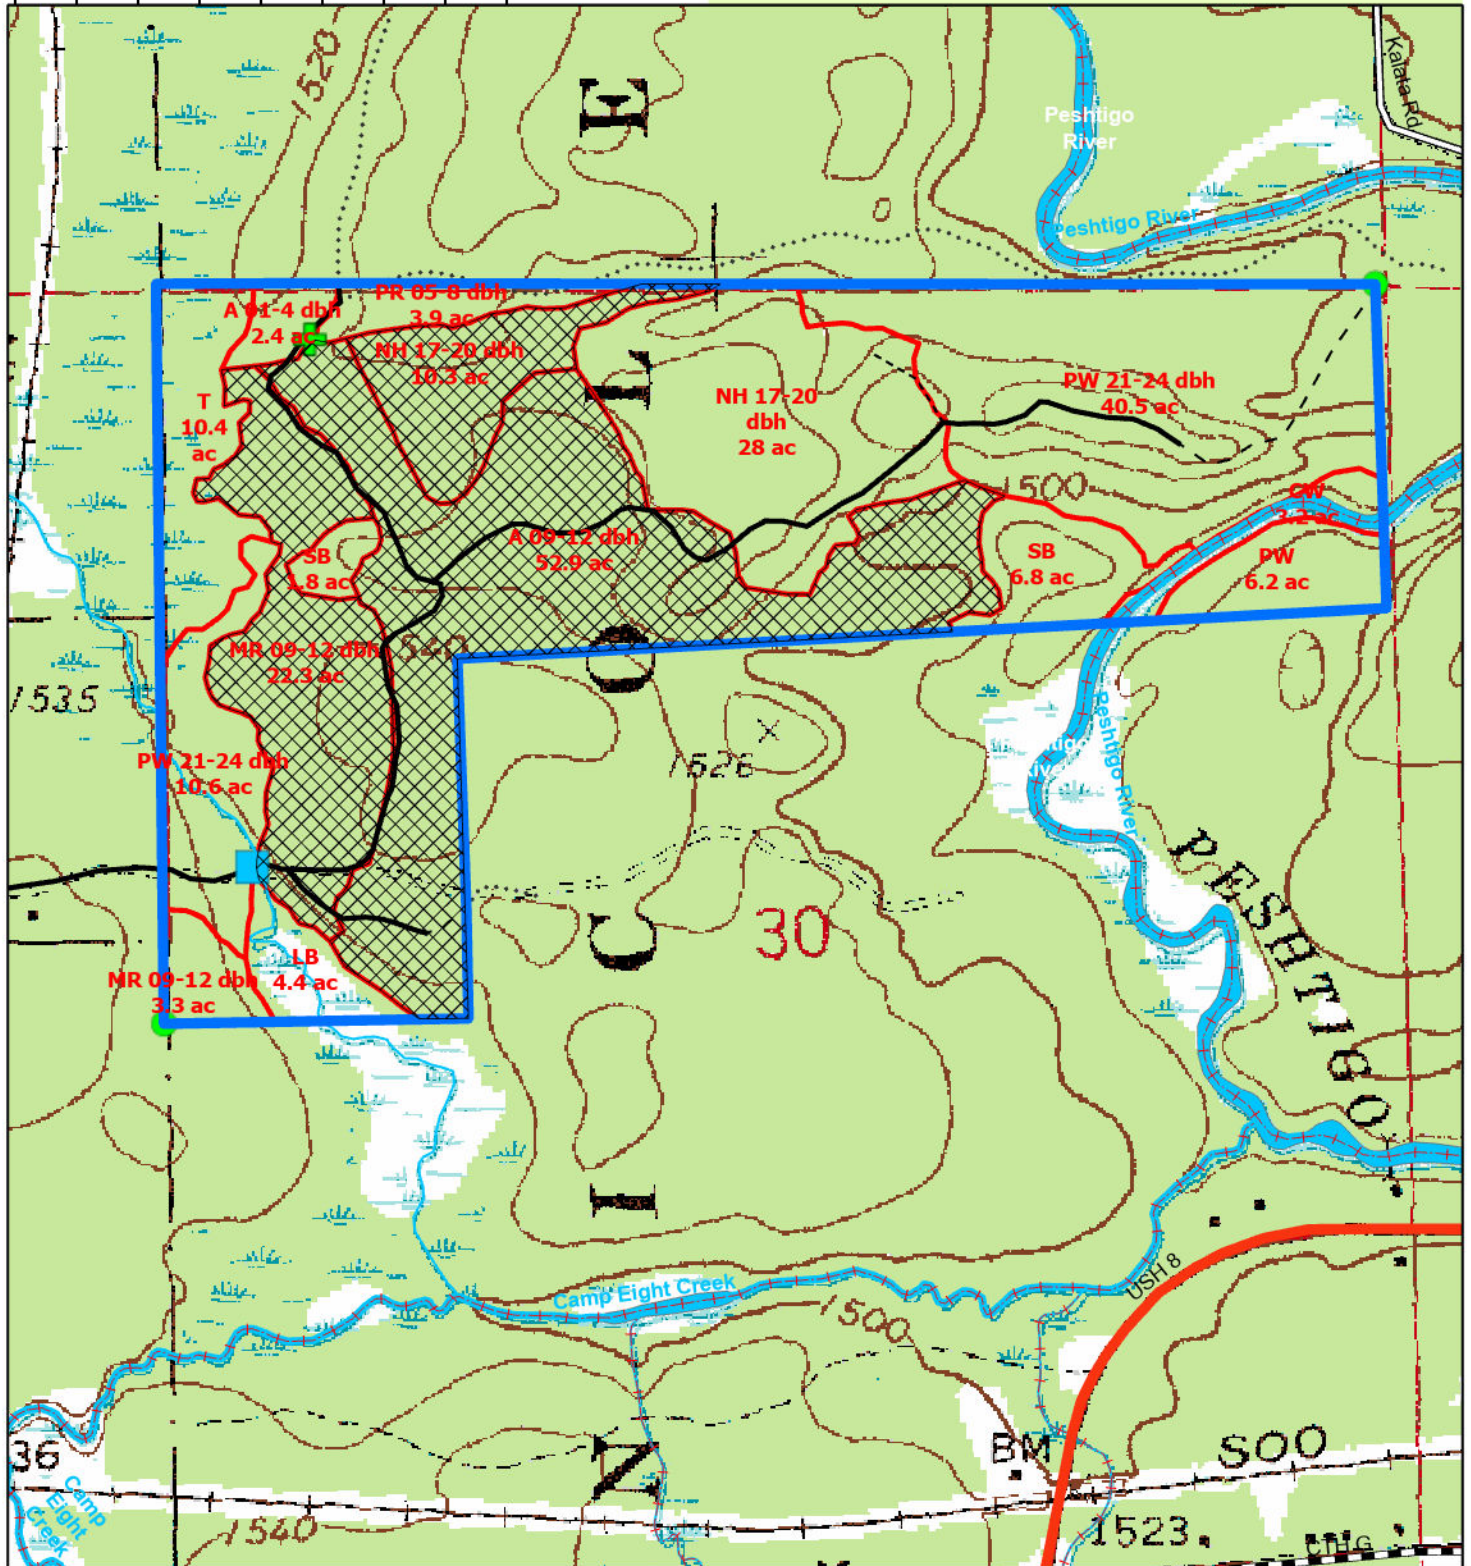 1520
E
Kalata Rd
Peshtigo
River
Peshtigo River
PR 05-8 dbh
3.9 ac
A 01-4 dbh
2.4 ac
NH 17-20 dbh
10.3 ac
L
PW 21-24 dbh
40.5 ac
T
10.4
ac
NH 17-20
dbh
28 ac
1500
CW
3.2 ac
A 09-12 dbh
52.9 ac
SB
1.8 ac
SB
6.8 ac
PW
6.2 ac
MR 09-12 dbh
22.3 ac
1540
O
1535
1526
Peshtigo River
PW 21-24 dbh
10.6 ac
PESHTIGO
C
30
LB
4.4 ac
MR 09-12 dbh
3.3 ac
I
USH 8
Camp Eight Creek
1500
36
Camp
Eight
Creek
N
BM
SOO
1540
1523